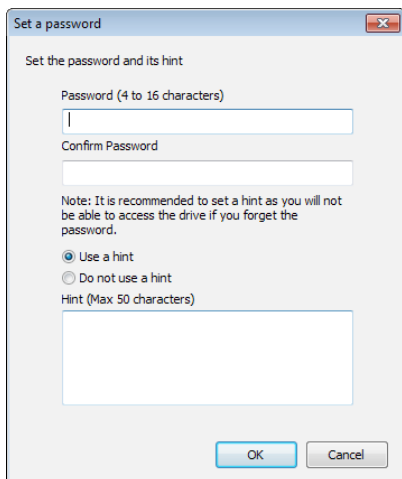 Set a password
Set the password and its hint
Password (4 to 16 characters)
Confirm Password
Note: It is recommended to set a hint as you will not
be able to access the drive if you forget the
password.
Use a hint
Do not use a hint
Hint (Max 50 characters)
OK Cancel